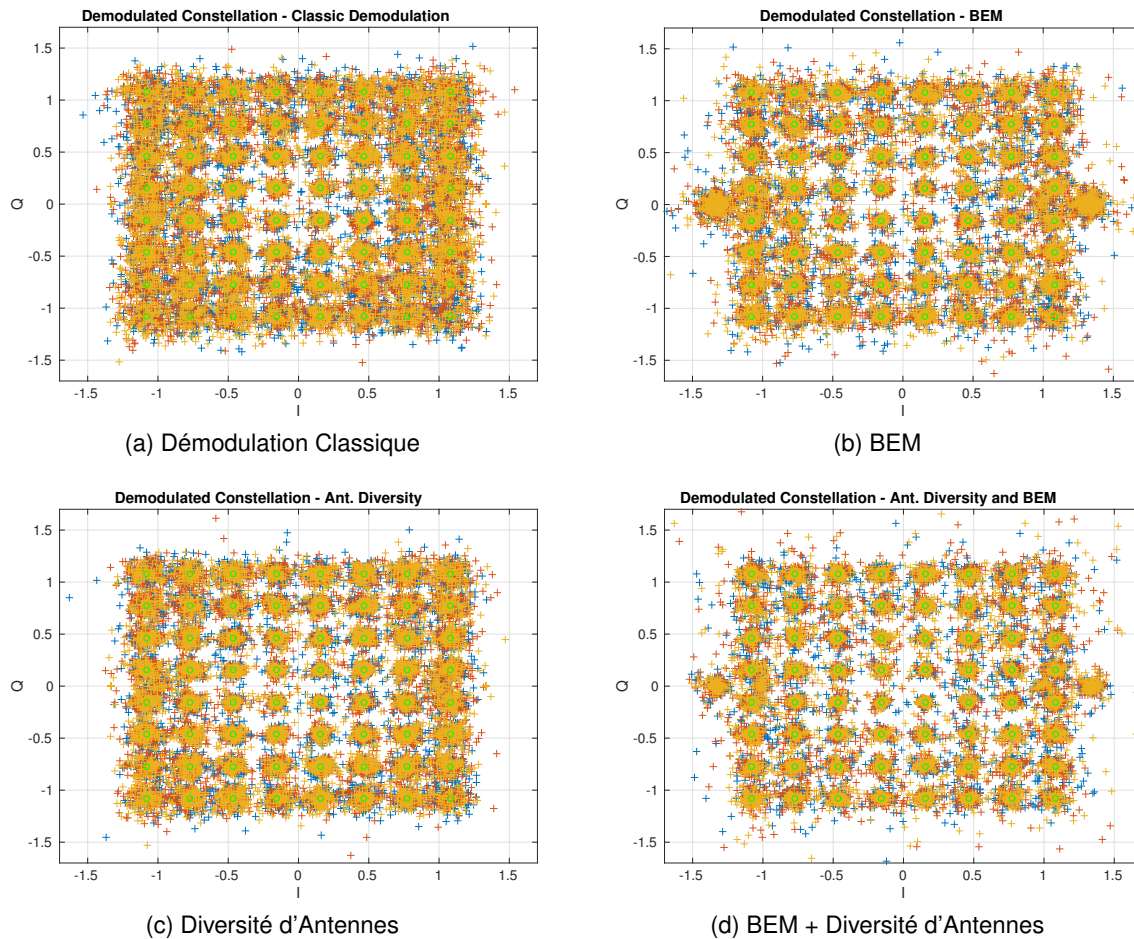 Demodulated Constellation - Classic Demodulation
1.5
1
0.5
0
-0.5
-1
-1.5
Q
-1.5 -1 -0.5 0 0.5 1 1.5
I
(a) Démodulation Classique
Demodulated Constellation - BEM
1.5
1
0.5
0
-0.5
-1
-1.5
Q
-1.5 -1 -0.5 0 0.5 1 1.5
I
(b) BEM
Demodulated Constellation - Ant. Diversity
1.5
1
0.5
0
-0.5
-1
-1.5
Q
-1.5 -1 -0.5 0 0.5 1 1.5
I
(c) Diversité d'Antennes
Demodulated Constellation - Ant. Diversity and BEM
1.5
1
0.5
0
-0.5
-1
-1.5
Q
-1.5 -1 -0.5 0 0.5 1 1.5
I
(d) BEM + Diversité d'Antennes